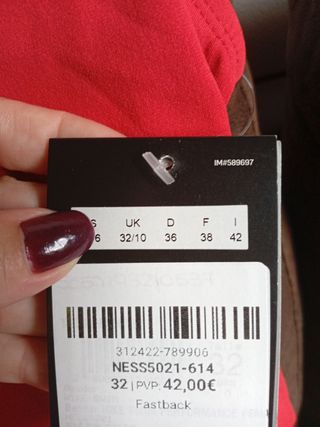 IM#589697
S UK D F I
6 32/10 36 38 42
312422-789906
NESS5021-614
32 | PVP: 42,00€
Fastback